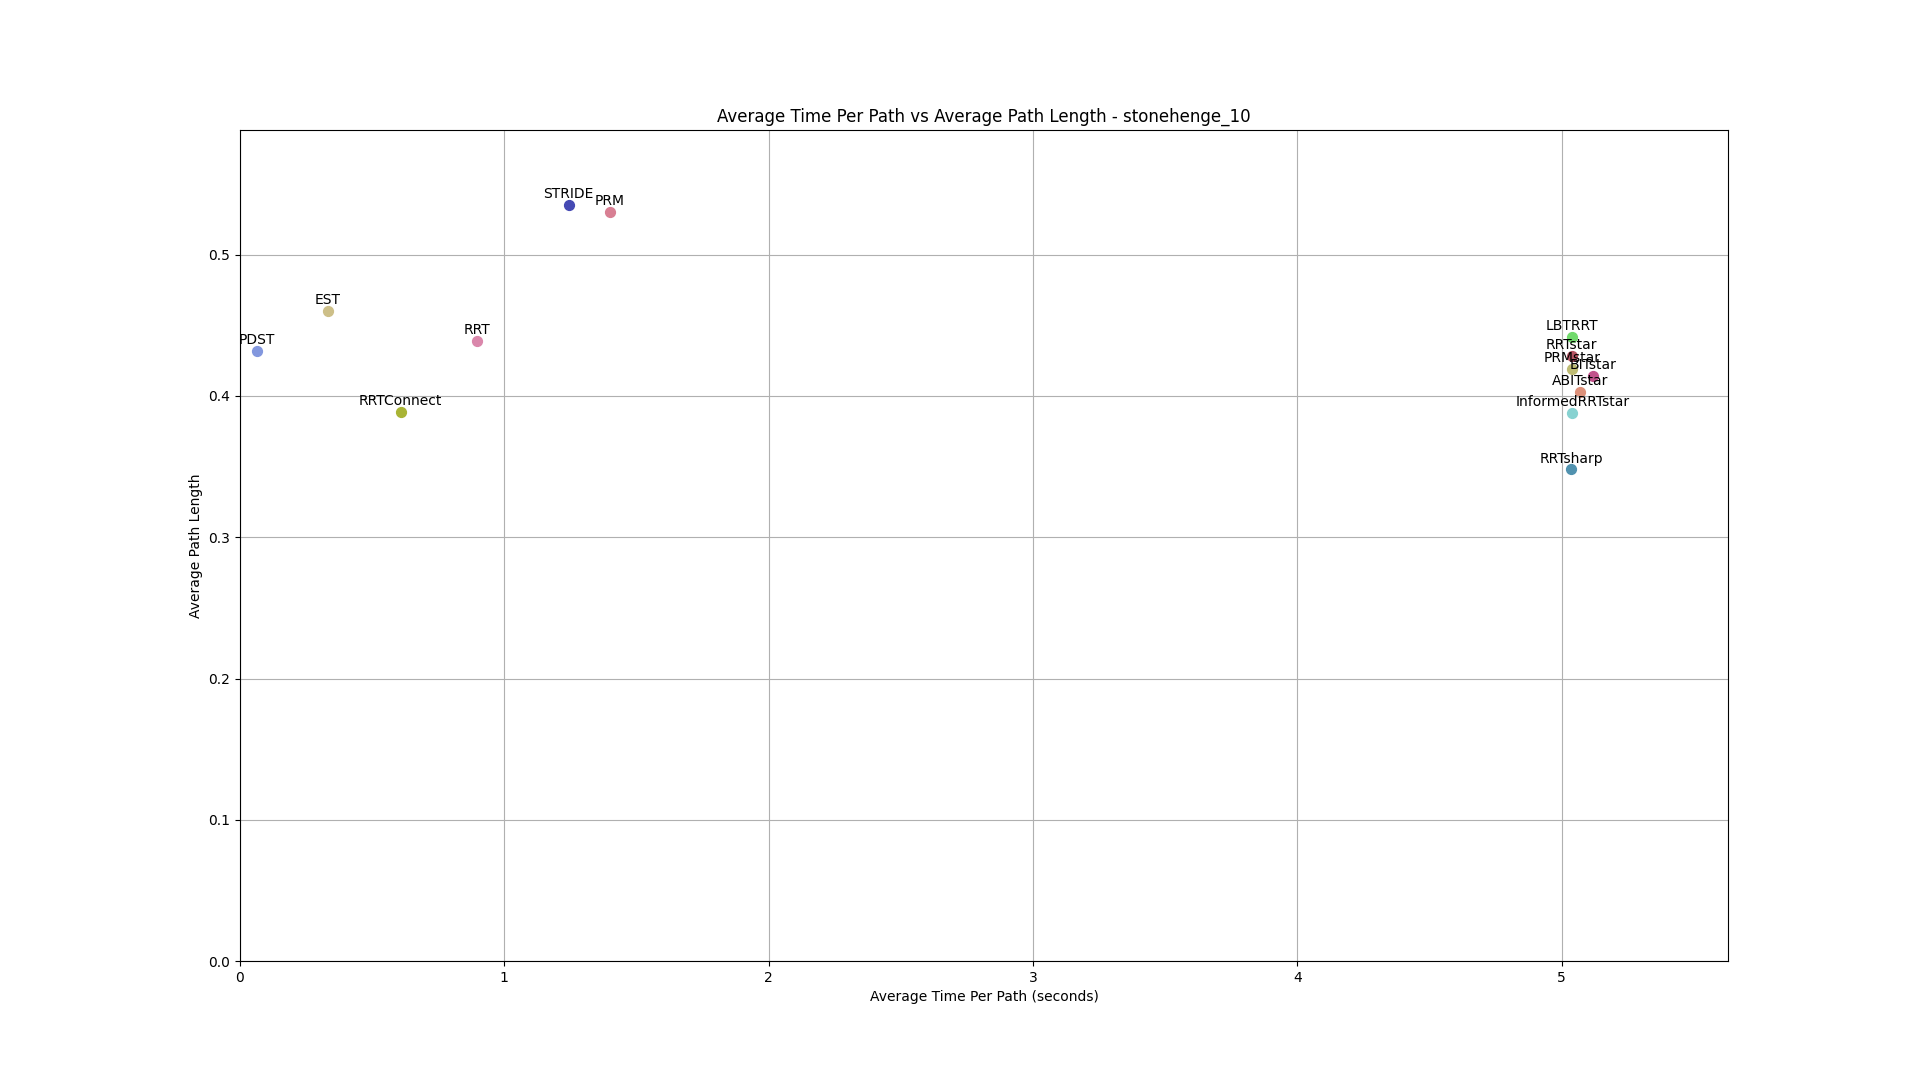 Average Time Per Path vs Average Path Length - stonehenge_10
STRIDE
PRM
0.5
EST
LBTRRT
RRT
PDST
RRTstar
PRMstar
BITstar
ABITstar
0.4
RRTConnect
InformedRRTstar
RRTsharp
Average Path Length
0.3
0.2
0.1
0.0
0 1 2 3 4 5
Average Time Per Path (seconds)